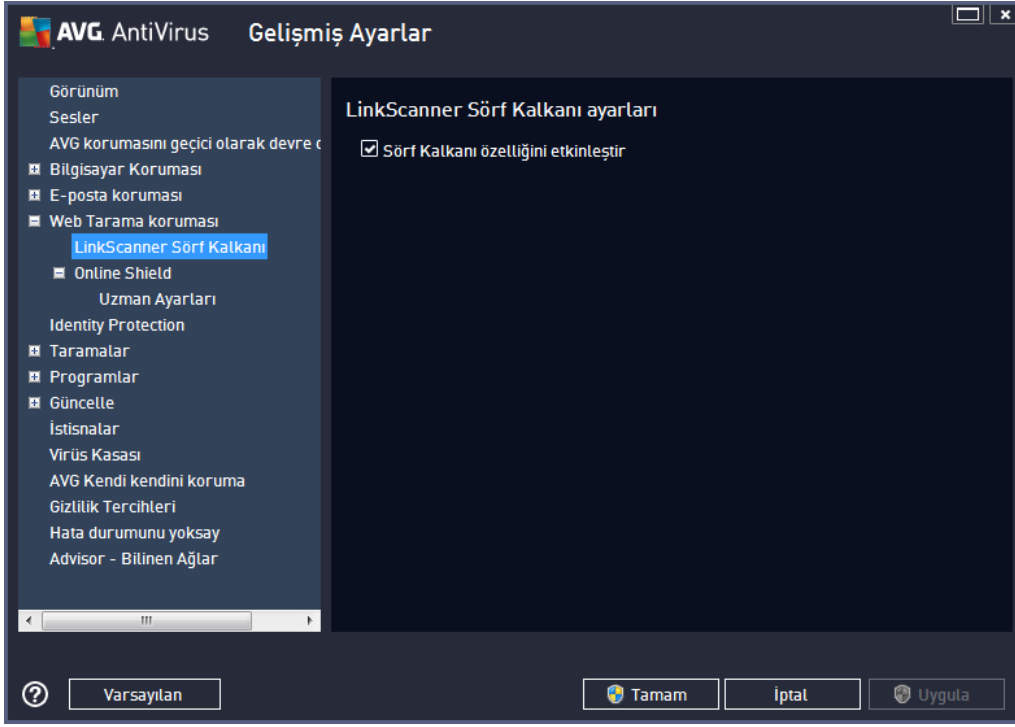 AVG AntiVirus Gelişmiş Ayarlar
Görünüm
Sesler
AVG korumasını geçici olarak devre
Bilgisayar Koruması
E-posta koruması
Web Tarama koruması
LinkScanner Sörf Kalkanı
Online Shield
Uzman Ayarları
Identity Protection
Taramalar
Programlar
Güncelle
İstisnalar
Virüs Kasası
AVG Kendi kendini koruma
Gizlilik Tercihleri
Hata durumunu yoksay
Advisor - Bilinen Ağlar
LinkScanner Sörf Kalkanı ayarları
Sörf Kalkanı özelliğini etkinleştir
Varsayılan
Tamam
İptal
Uygula